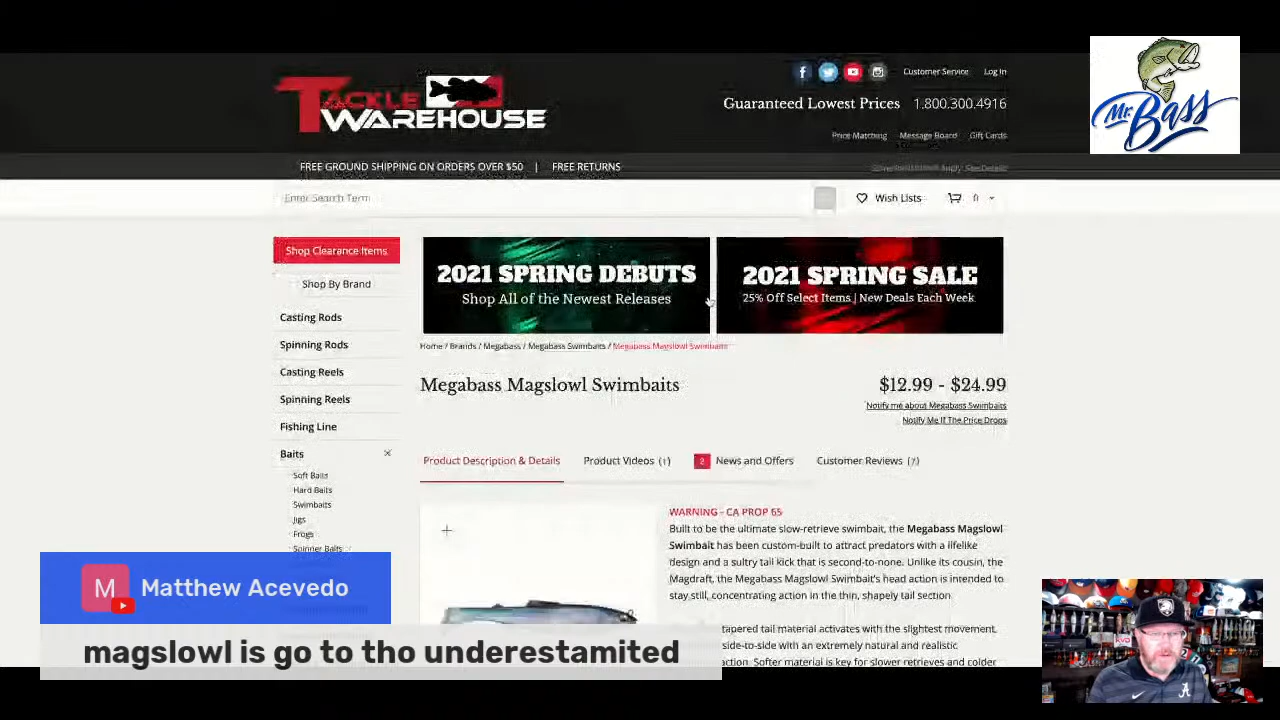 TACKLE
WAREHOUSE
Customer Service Log In
Guaranteed Lowest Prices 1.800.300.4916
Price Matching Message Board Gift Cards
Mr. Bass
FREE GROUND SHIPPING ON ORDERS OVER $50 | FREE RETURNS
Enter Search Term
Wish Lists 0
Shop Clearance Items
Shop By Brand
Casting Rods
Spinning Rods
Casting Reels
Spinning Reels
Fishing Line
Baits
Soft Baits
Hard Baits
Swimbaits
Jigs
Frogs
Spinner Baits
2021 SPRING DEBUTS
Shop All of the Newest Releases
2021 SPRING SALE
25% Off Select Items | New Deals Each Week
Home / Brands / Megabass / Megabass Swimbaits / Megabass Magslowl Swimbaits
Megabass Magslowl Swimbaits
$12.99 - $24.99
Notify me about Megabass Swimbaits
Notify Me If The Price Drops
Product Description & Details Product Videos (1) 2 News and Offers Customer Reviews (7)
WARNING - CA PROP 65
Built to be the ultimate slow-retrieve swimbait, the Megabass Magslowl
Swimbait has been custom-built to attract predators with a lifelike
design and a sultry tail kick that is second-to-none. Unlike its cousin, the
Magdraft, the Megabass Magslowl Swimbait's head action is intended to
stay still, concentrating action in the thin, shapely tail section.
tapered tail material activates with the slightest movement,
side-to-side with an extremely natural and realistic
action. Softer material is key for slower retrieves and colder
M Matthew Acevedo
magslowl is go to tho underestamited